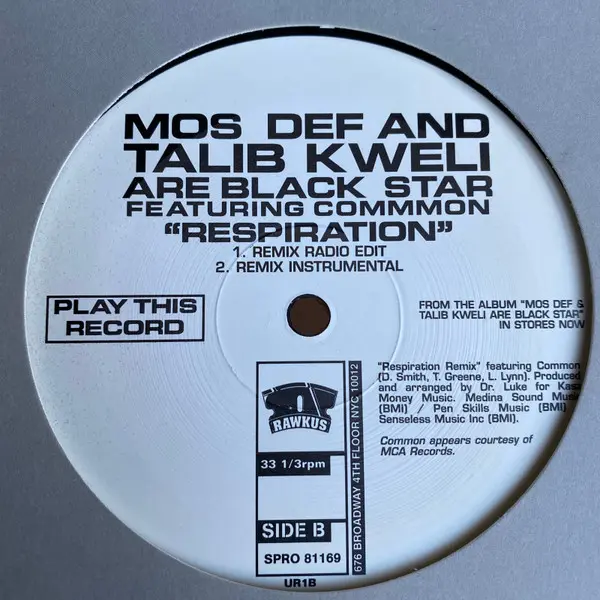 MOS DEF AND
TALIB KWELI
ARE BLACK STAR
FEATURING COMMMON
“RESPIRATION”
1. REMIX RADIO EDIT
2. REMIX INSTRUMENTAL
PLAY THIS
RECORD
FROM THE ALBUM "MOS DEF &
TALIB KWELI ARE BLACK STAR"
IN STORES NOW
"Respiration Remix" featuring Common
(D. Smith, T. Greene, L. Lynn). Produced
and arranged by Dr. Luke for
Money Music. Medina Sound
(BMI) / Pen Skills Music (BMI)
Senseless Music Inc (BMI).
Common appears courtesy of
MCA Records.
RAWKUS
33 1/3rpm
SIDE B
SPRO 81169
676 BROADWAY 4TH FLOOR NYC 10012
UR1B